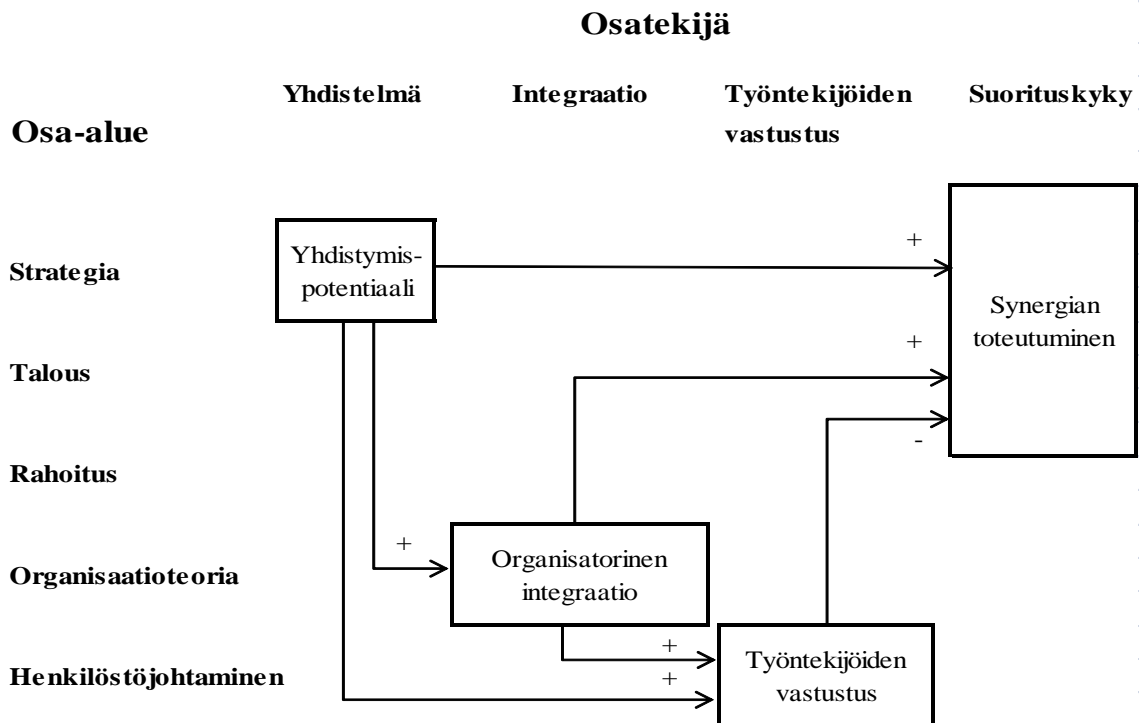 Osatekijä
Yhdistelmä Integraatio Työntekijöiden Suorituskyky
vastustus
Osa-alue
+
Yhdistymis-
potentiaali
Strategia
Synergian
toteutuminen
+
Talous
-
Rahoitus
+
Organisatorinen
integraatio
Organisaatioteoria
+
Työntekijöiden
vastustus
+
Henkilöstöjohtaminen